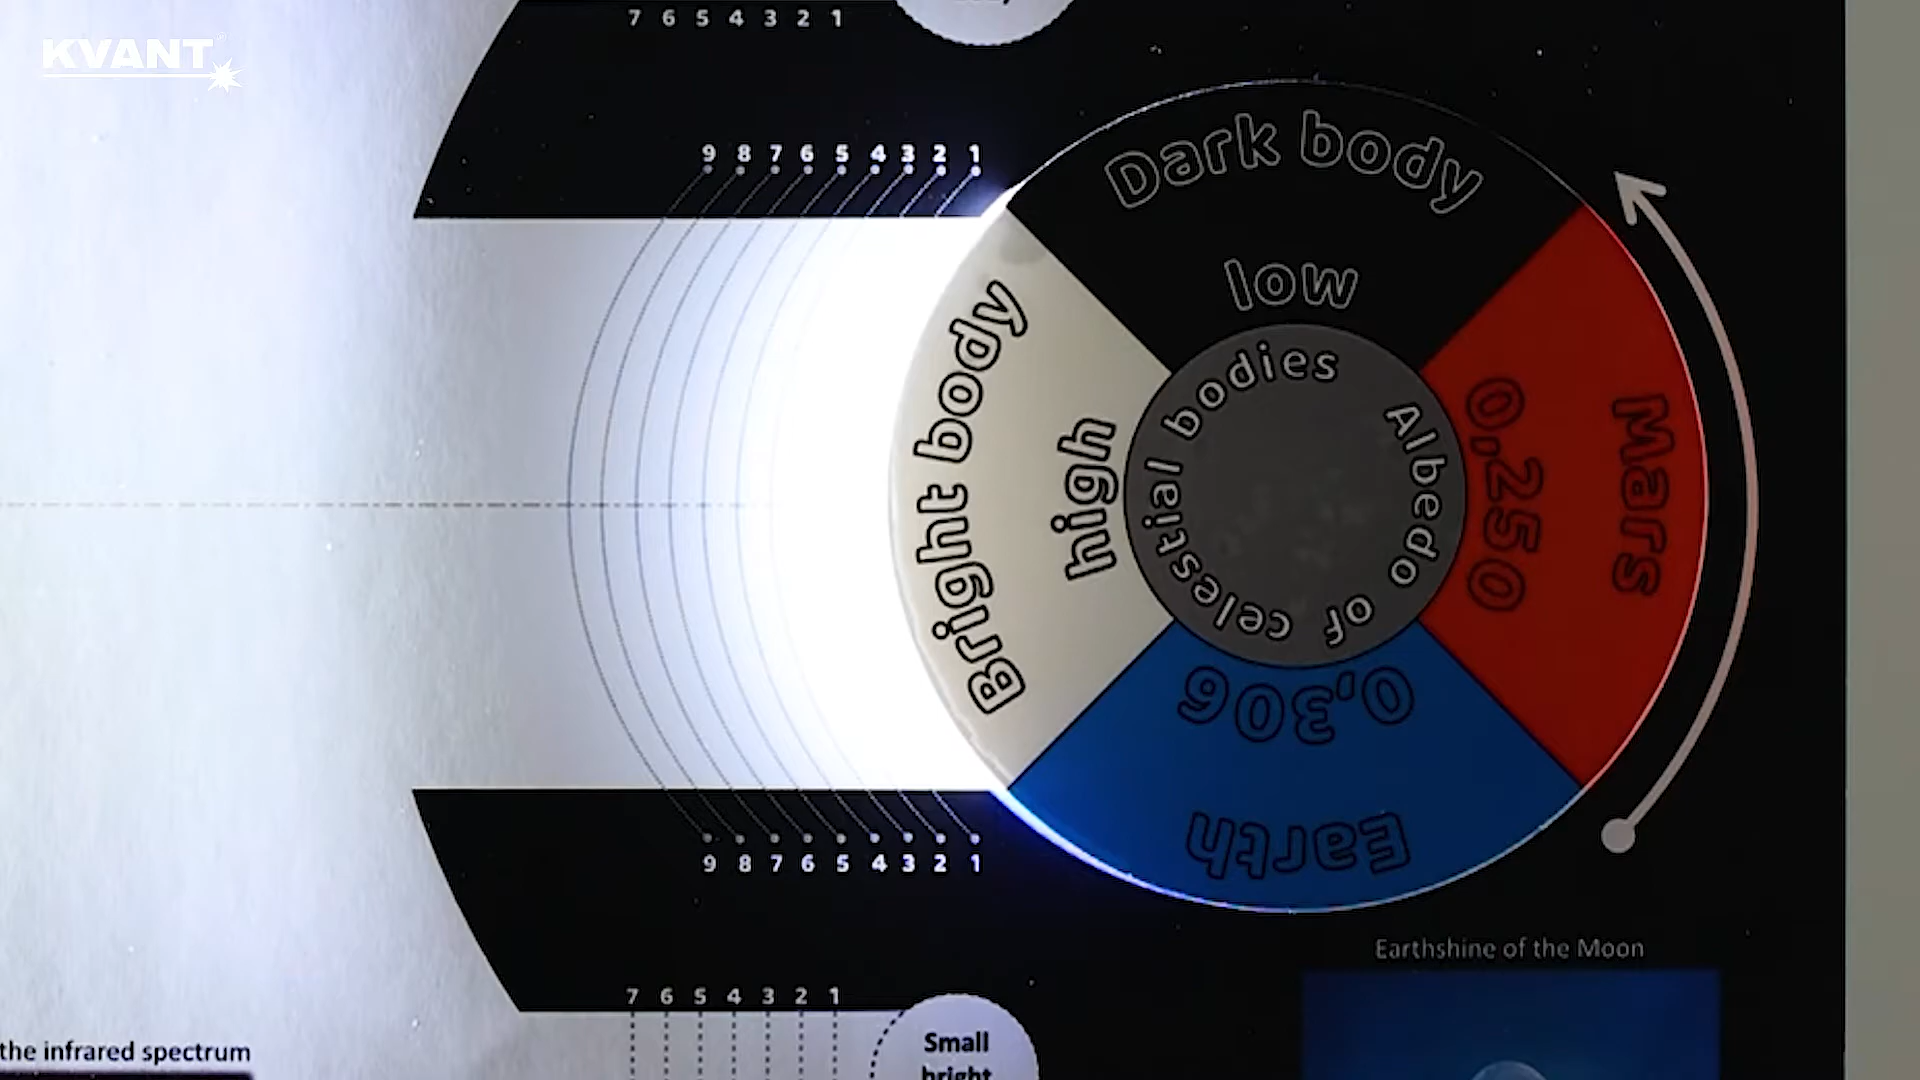 KVANT
7 6 5 4 3 2 1
9 8 7 6 5 4 3 2 1
Dark body
low
Bright body
high
Albedo of celestial bodies
Mars
0,250
0,306
Earth
9 8 7 6 5 4 3 2 1
Earthshine of the Moon
7 6 5 4 3 2 1
Small
bright
the infrared spectrum